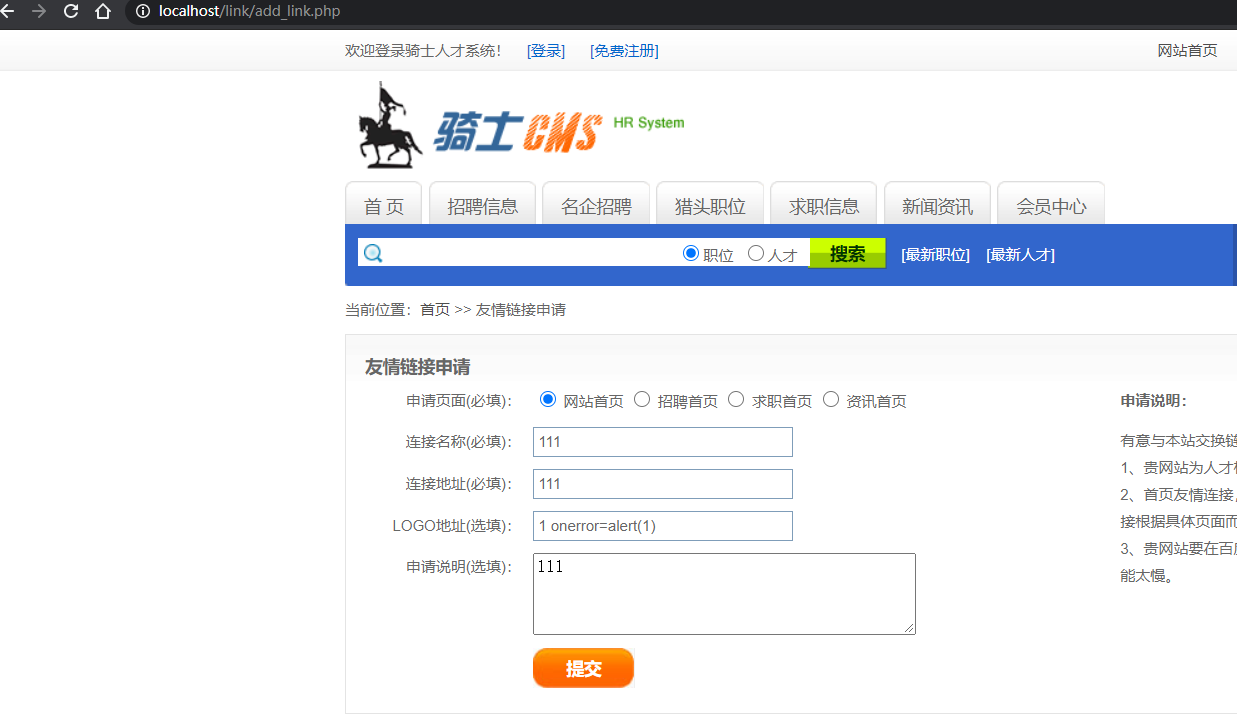 localhost/link/add_link.php
欢迎登录骑士人才系统! [登录] [免费注册] 网站首页
骑士CMS HR System
首 页 招聘信息 名企招聘 猎头职位 求职信息 新闻资讯 会员中心
职位 人才 搜索 [最新职位] [最新人才]
当前位置: 首页 >> 友情链接申请
友情链接申请
申请页面(必填): 网站首页 招聘首页 求职首页 资讯首页 申请说明:
连接名称(必填): 111 有意与本站交换链
1、贵网站为人才
连接地址(必填): 111
2、首页友情连接,
LOGO地址(选填): 1 onerror=alert(1) 接根据具体页面而
3、贵网站要在百
申请说明(选填): 111 能太慢。
提交